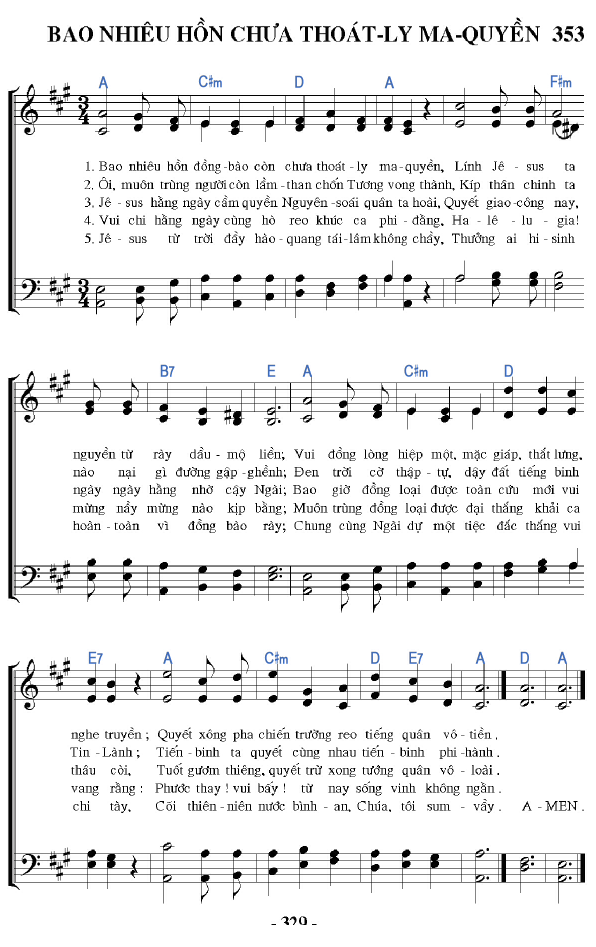 BAO NHIÊU HỒN CHƯA THOÁT-LY MA-QUYỀN 353
A C♯m D A F♯m
1. Bao nhiêu hồn đồng-bào còn chưa thoát-ly ma-quyền, Lính Jê-sus ta
2. Ôi, muôn trùng người còn lầm-than chốn Tương vong thành, Kíp thân chinh ta
3. Jê-sus hằng ngày cầm quyền Nguyên-soái quân ta hoài, Quyết giao-công nay,
4. Vui chi hằng ngày cùng hò reo khúc ca phi-đằng, Ha-lê-lu-gia!
5. Jê-sus từ trời đầy hào-quang tái-lâm không chầy, Thưởng ai hi-sinh
B7 E A C♯m D
nguyền từ rày dầu-mộ liền; Vui đồng lòng hiệp một, mặc giáp, thắt lưng,
nào nại gì đường gập-ghềnh; Đen trời cờ thập-tự, dậy đất tiếng binh
ngày ngày hằng nhờ cậy Ngài; Bao giờ đồng loại được toàn cứu mới vui
mừng nầy mừng nào kịp bằng; Muôn trùng đồng loại được đại thắng khải ca
hoàn-toàn vì đồng bào rày; Chung cùng Ngài dự một tiệc đắc thắng vui
E7 A C♯m D E7 A D A
nghe truyền; Quyết xông pha chiến trường reo tiếng quân vô-tiền,
Tin-Lành; Tiến-binh ta quyết cùng nhau tiến-binh phi-hành.
thâu còi, Tuốt gươm thiêng, quyết trừ xong tướng quân vô-loài.
vang rằng: Phước thay! vui bấy! từ nay sống vinh không ngằn.
chi tày, Cõi thiên-niên nước bình-an, Chúa, tôi sum-vầy. A-MEN.
- 329 -